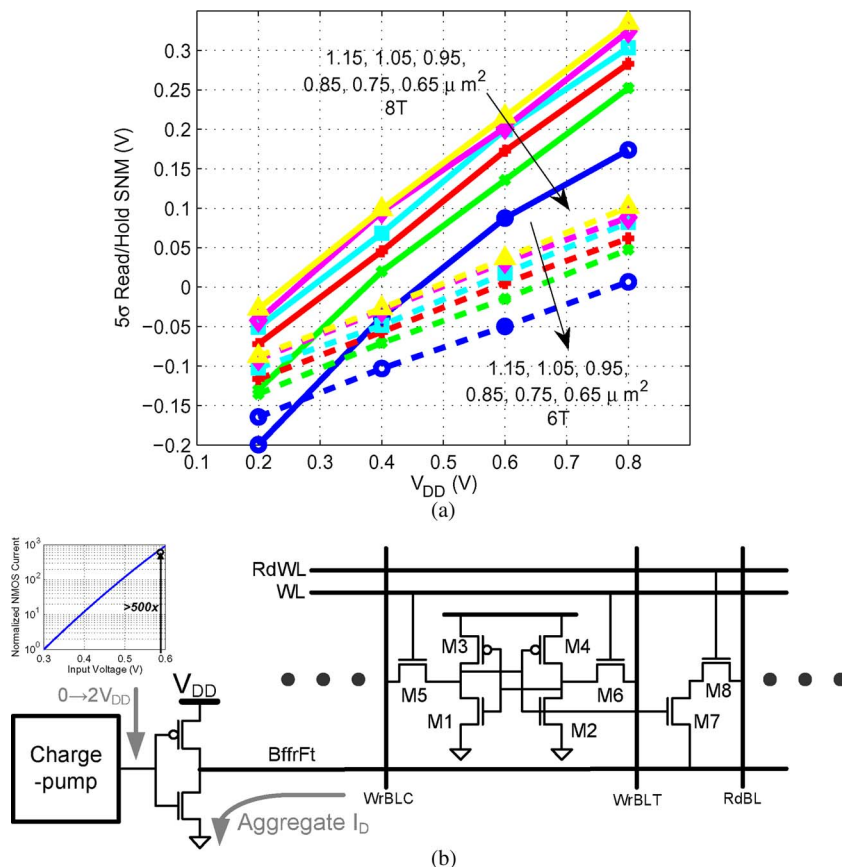 0.3
0.25
0.2
0.15
0.1
0.05
0
−0.05
−0.1
−0.15
−0.2
5σ Read/Hold SNM (V)
1.15, 1.05, 0.95,
0.85, 0.75, 0.65 μ m²
8T
1.15, 1.05, 0.95,
0.85, 0.75, 0.65 μ m²
6T
0.1 0.2 0.3 0.4 0.5 0.6 0.7 0.8 0.9
V_DD (V)
(a)
Normalized NMOS Current
10³
10²
10¹
10⁰
>500x
0.3 0.4 0.5 0.6
Input Voltage (V)
0→2V_DD
V_DD
Charge
-pump
BffrFt
Aggregate I_D
RdWL
WL
M3
M4
M5
M6
M8
M1
M2
M7
WrBLC
WrBLT
RdBL
(b)